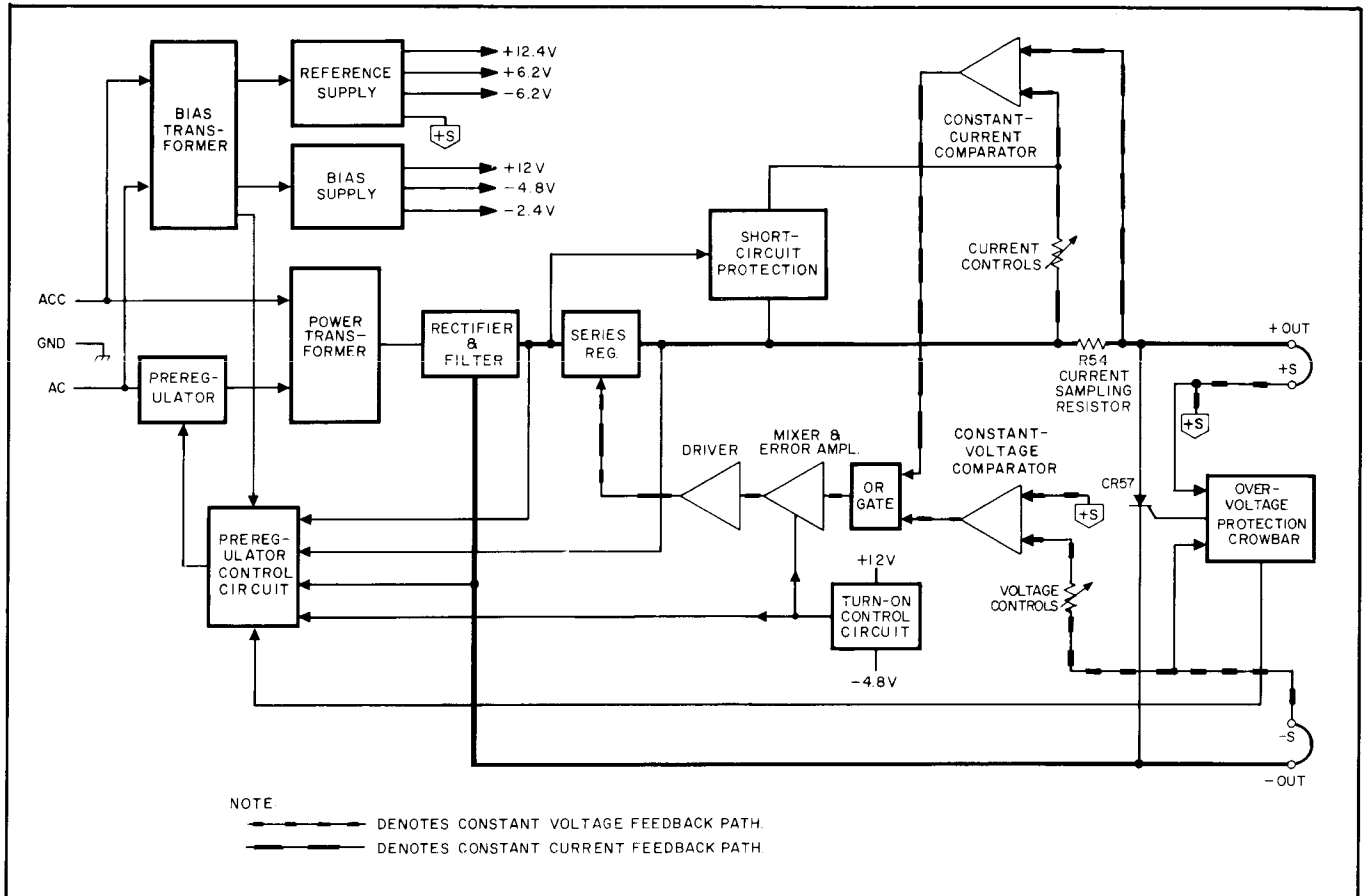 +12.4V
+6.2V
-6.2V
REFERENCE
SUPPLY
+S
BIAS
TRANS-
FORMER
BIAS
SUPPLY
+12V
-4.8V
-2.4V
CONSTANT-
CURRENT
COMPARATOR
SHORT-
CIRCUIT
PROTECTION
CURRENT
CONTROLS
ACC
GND
AC
PREREG-
ULATOR
POWER
TRANS-
FORMER
RECTIFIER
&
FILTER
SERIES
REG.
R54
CURRENT
SAMPLING
RESISTOR
+ OUT
+S
+S
DRIVER
MIXER &
ERROR AMPL.
OR
GATE
CONSTANT-
VOLTAGE
COMPARATOR
+S
CR57
OVER-
VOLTAGE
PROTECTION
CROWBAR
PREREG-
ULATOR
CONTROL
CIRCUIT
+12V
TURN-ON
CONTROL
CIRCUIT
-4.8V
VOLTAGE
CONTROLS
-S
- OUT
NOTE:
DENOTES CONSTANT VOLTAGE FEEDBACK PATH.
DENOTES CONSTANT CURRENT FEEDBACK PATH.